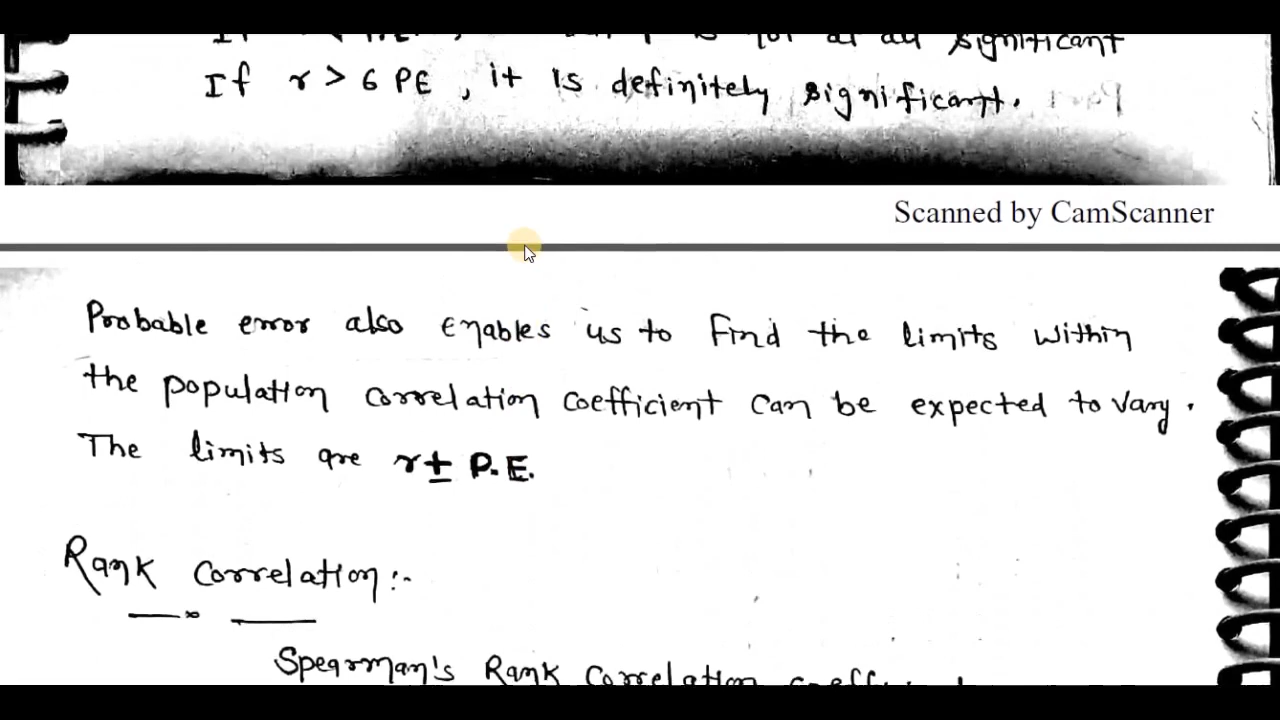 If r > 6 PE, it is definitely significant.
Scanned by CamScanner
Probable error also enables us to find the limits within
the population correlation coefficient can be expected to vary.
The limits are r ± P.E.
Rank Correlation:-
Spearman's Rank Correlation